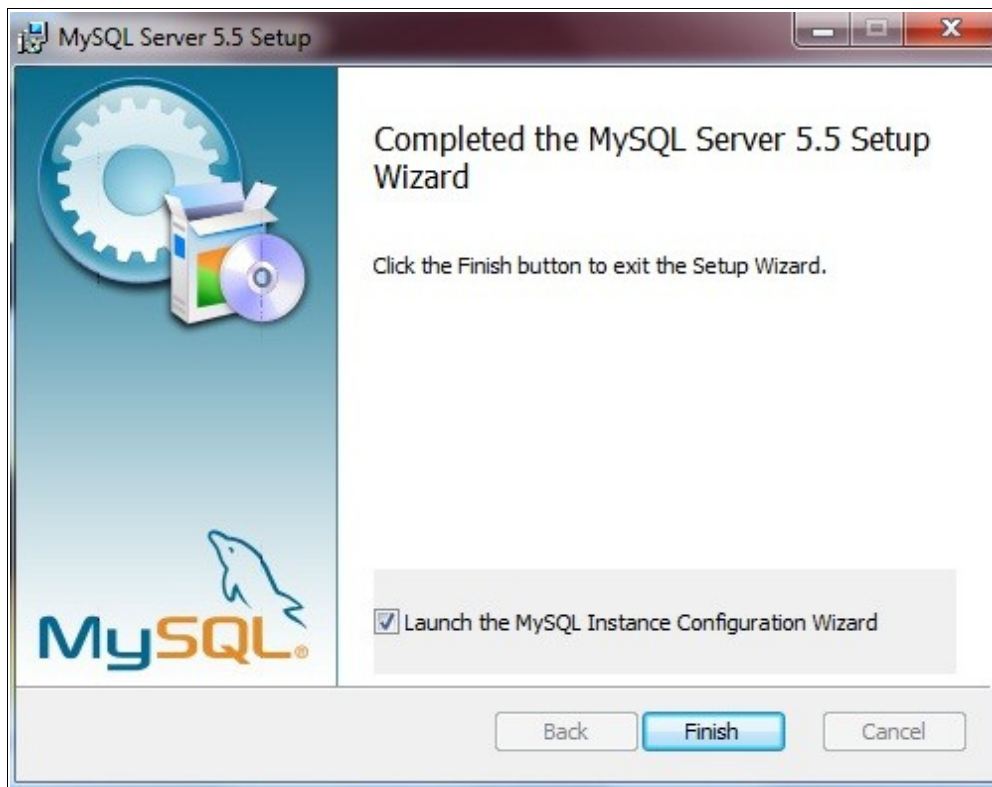 MySQL Server 5.5 Setup
Completed the MySQL Server 5.5 Setup
Wizard
Click the Finish button to exit the Setup Wizard.
Launch the MySQL Instance Configuration Wizard
MySQL®
Back
Finish
Cancel